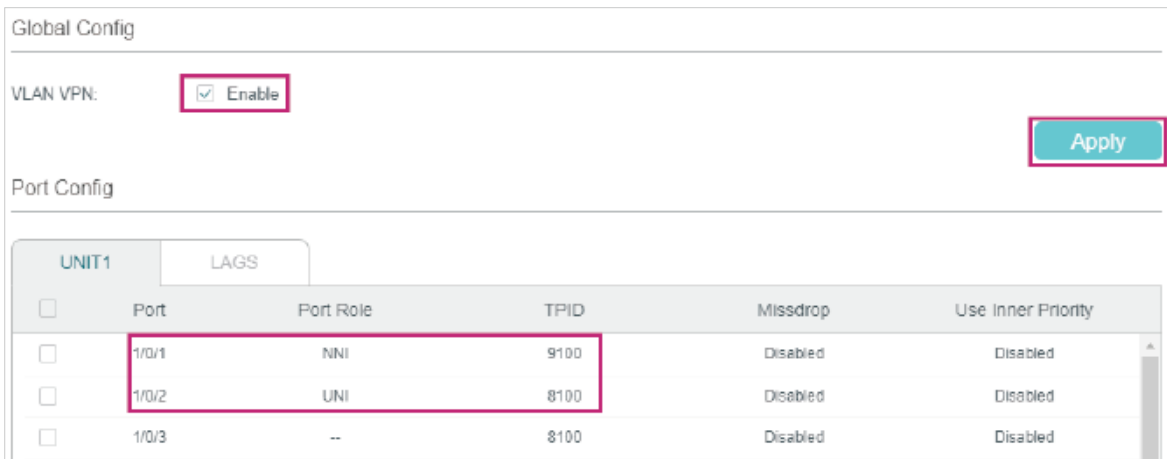 Global Config
VLAN VPN: Enable
Apply
Port Config
UNIT1 LAGS
Port Port Role TPID Missdrop Use Inner Priority
1/0/1 NNI 9100 Disabled Disabled
1/0/2 UNI 8100 Disabled Disabled
1/0/3 -- 8100 Disabled Disabled